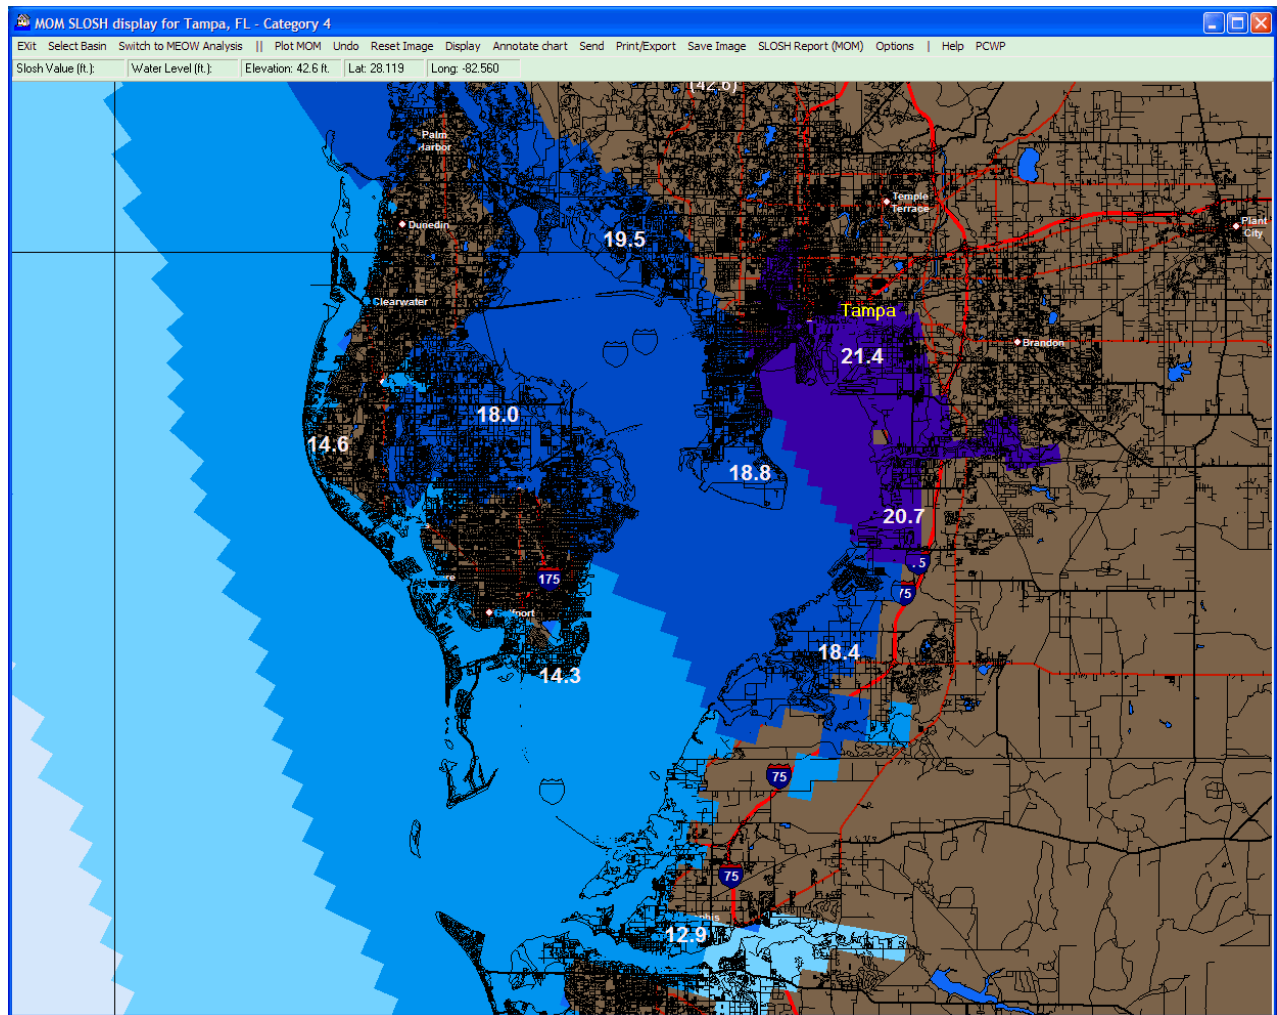 MOM SLOSH display for Tampa, FL - Category 4
EXit Select Basin Switch to MEOW Analysis || Plot MOM Undo Reset Image Display Annotate chart Send Print/Export Save Image SLOSH Report (MOM) Options | Help PCWP
Slosh Value (ft.): Water Level (ft.): Elevation: 42.6 ft. Lat: 28.119 Long: -82.560
(42.6)
Palm
Harbor
Temple
Terrace
Plant
City
Dunedin
19.5
Clearwater
Tampa
Brandon
21.4
18.0
14.6
18.8
20.7
175
18.4
14.3
75
75
12.9